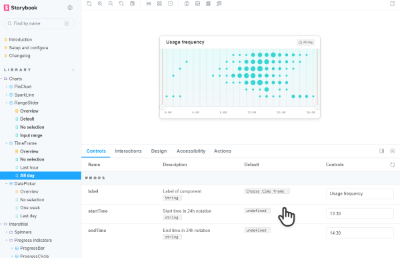 Storybook
Find by name
Introduction
Setup and configure
Changelog
LIBRARY
Charts
PieChart
SparkLine
RangeSlider
Overview
Default
No selection
Input range
TimeFrame
Overview
No selection
Last hour
Full day
DatePicker
Overview
No selection
One week
Last day
Interstitial
Spinners
Progress indicators
ProgressBar
ProgressCircle
Usage frequency
Controls
Interactions
Design
Accessibility
Actions
Name
Description
Default
Controls
label
Label of component
string
Choose time frame
Usage frequency
startTime
Start time in 24h notation
string
undefined
13:30
endTime
End time in 24h notation
string
undefined
14:30